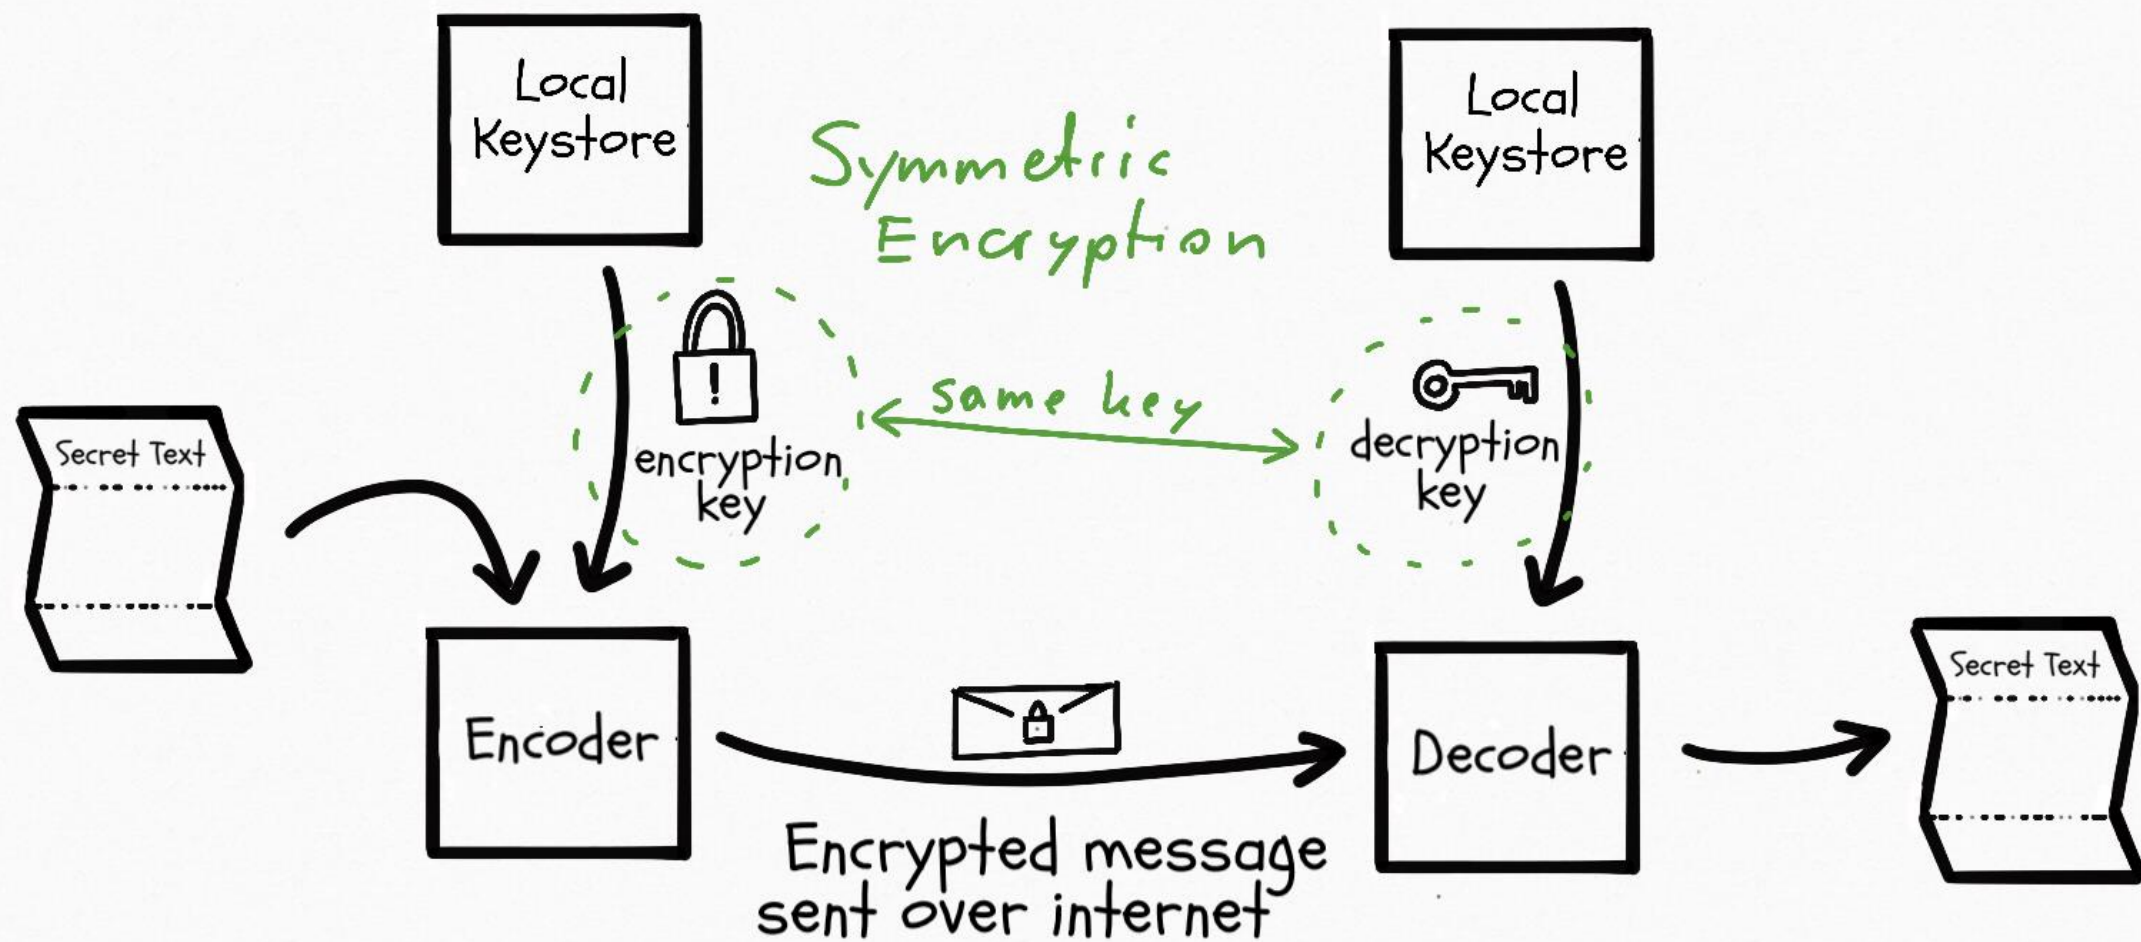 Local
Keystore
Symmetric
Encryption
Local
Keystore
!
encryption
key
same key
decryption
key
Secret Text
Encoder
Decoder
Secret Text
Encrypted message
sent over internet